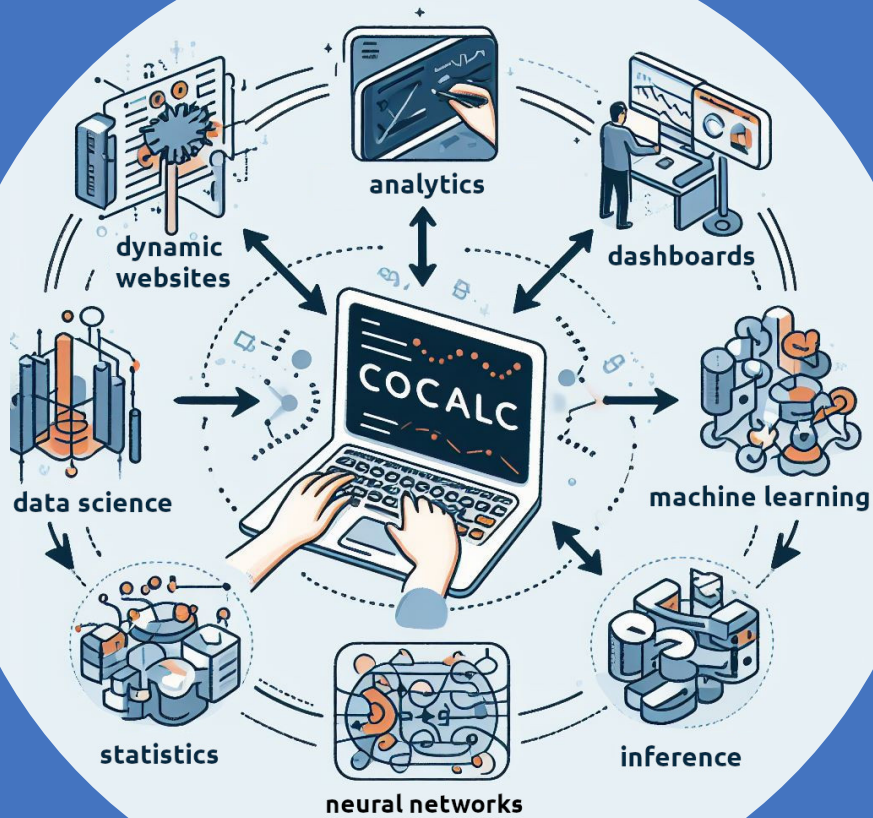 analytics
dynamic
websites
dashboards
COCALC
data science
machine learning
statistics
inference
neural networks